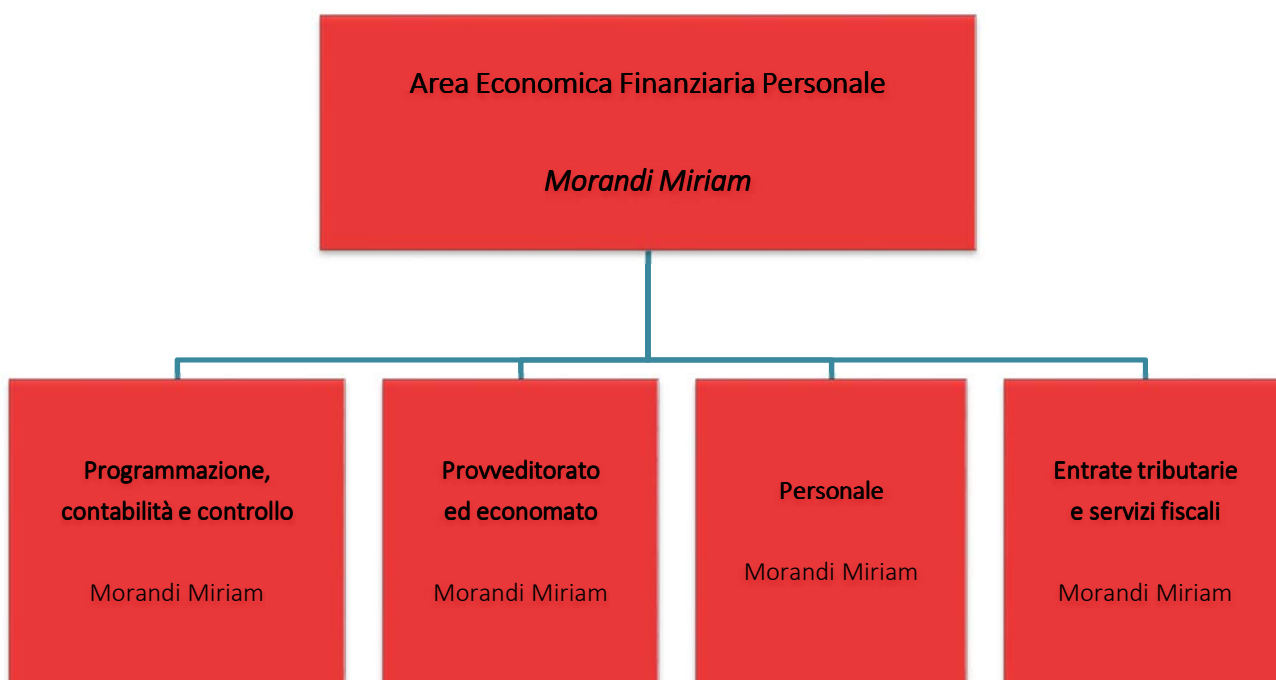 Area Economica Finanziaria Personale
Morandi Miriam
Programmazione,
contabilità e controllo
Morandi Miriam
Provveditorato
ed economato
Morandi Miriam
Personale
Morandi Miriam
Entrate tributarie
e servizi fiscali
Morandi Miriam